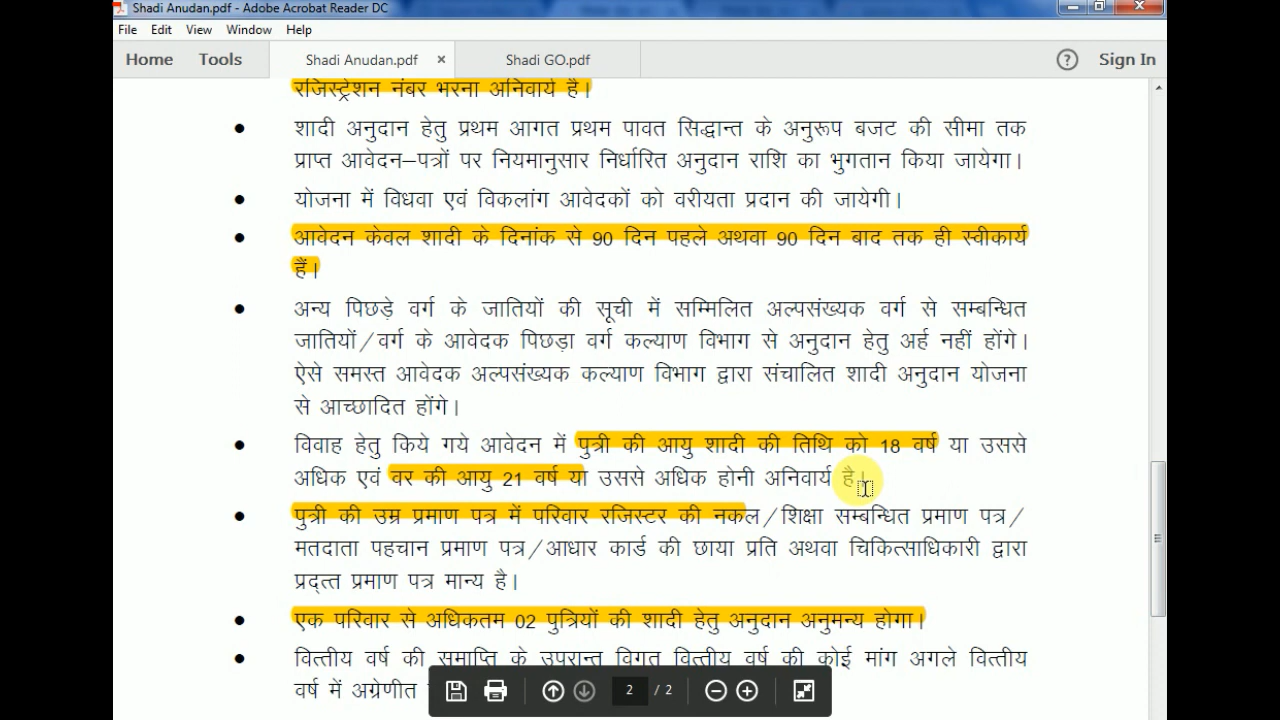 Shadi Anudan.pdf - Adobe Acrobat Reader DC
File Edit View Window Help
Home Tools Shadi Anudan.pdf × Shadi GO.pdf ? Sign In
रजिस्ट्रेशन नंबर भरना अनिवार्य है।
• शादी अनुदान हेतु प्रथम आगत प्रथम पावत सिद्धान्त के अनुरूप बजट की सीमा तक
प्राप्त आवेदन–पत्रों पर नियमानुसार निर्धारित अनुदान राशि का भुगतान किया जायेगा।
• योजना में विधवा एवं विकलांग आवेदकों को वरीयता प्रदान की जायेगी।
• आवेदन केवल शादी के दिनांक से 90 दिन पहले अथवा 90 दिन बाद तक ही स्वीकार्य
हैं।
• अन्य पिछड़े वर्ग के जातियों की सूची में सम्मिलित अल्पसंख्यक वर्ग से सम्बन्धित
जातियों/वर्ग के आवेदक पिछड़ा वर्ग कल्याण विभाग से अनुदान हेतु अर्ह नहीं होंगे।
ऐसे समस्त आवेदक अल्पसंख्यक कल्याण विभाग द्वारा संचालित शादी अनुदान योजना
से आच्छादित होंगे।
• विवाह हेतु किये गये आवेदन में पुत्री की आयु शादी की तिथि को 18 वर्ष या उससे
अधिक एवं वर की आयु 21 वर्ष या उससे अधिक होनी अनिवार्य है।
• पुत्री की उम्र प्रमाण पत्र में परिवार रजिस्टर की नकल/शिक्षा सम्बन्धित प्रमाण पत्र/
मतदाता पहचान प्रमाण पत्र/आधार कार्ड की छाया प्रति अथवा चिकित्साधिकारी द्वारा
प्रद्त्त प्रमाण पत्र मान्य है।
• एक परिवार से अधिकतम 02 पुत्रियों की शादी हेतु अनुदान अनुमन्य होगा।
• वित्तीय वर्ष की समाप्ति के उपरान्त विगत वित्तीय वर्ष की कोई मांग अगले वित्तीय
वर्ष में अग्रेणीत
2 / 2